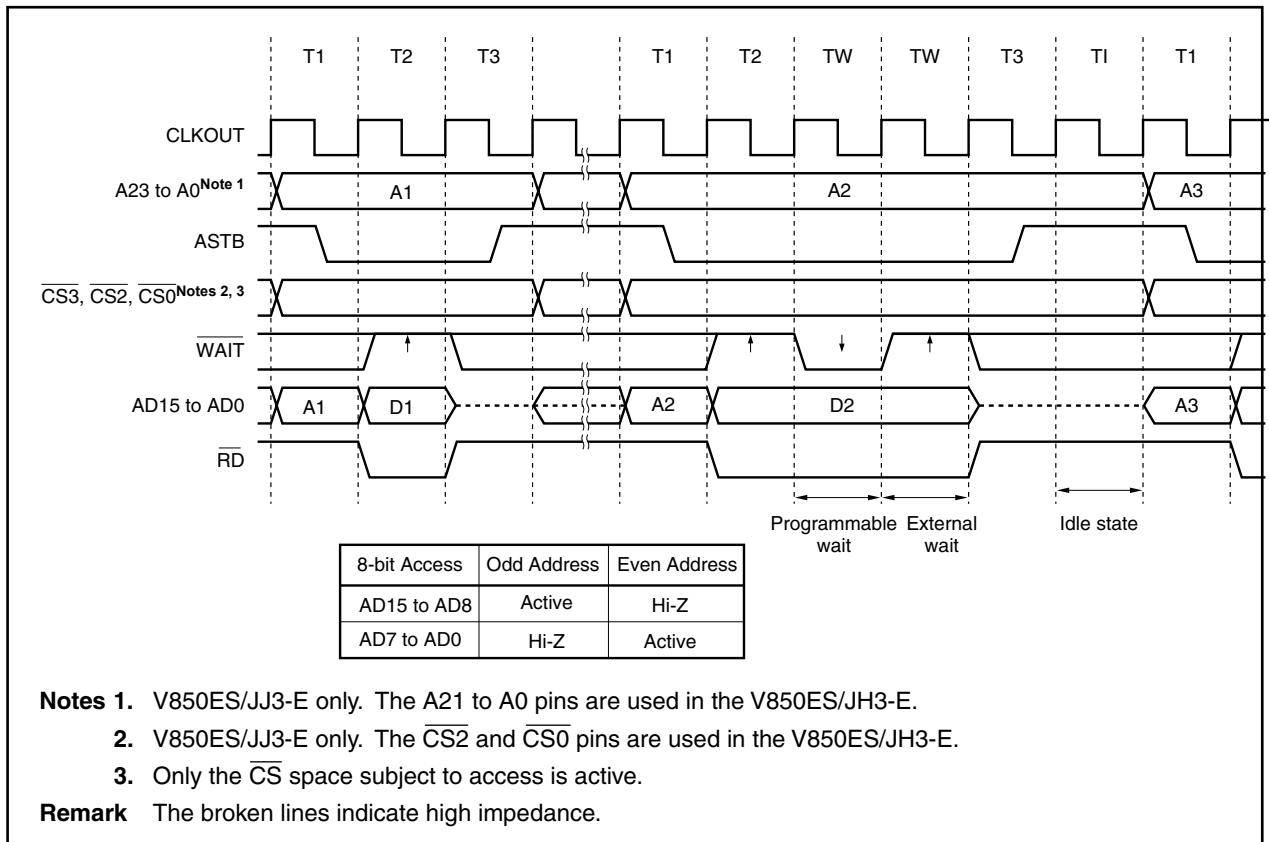 T1 T2 T3 T1 T2 TW TW T3 TI T1
CLKOUT
A23 to A0Note 1 A1 A2 A3
ASTB
CS3, CS2, CS0Notes 2, 3
WAIT
AD15 to AD0 A1 D1 A2 D2 A3
RD
Programmable wait External wait Idle state
8-bit Access Odd Address Even Address
AD15 to AD8 Active Hi-Z
AD7 to AD0 Hi-Z Active
Notes 1. V850ES/JJ3-E only. The A21 to A0 pins are used in the V850ES/JH3-E.
2. V850ES/JJ3-E only. The CS2 and CS0 pins are used in the V850ES/JH3-E.
3. Only the CS space subject to access is active.
Remark The broken lines indicate high impedance.